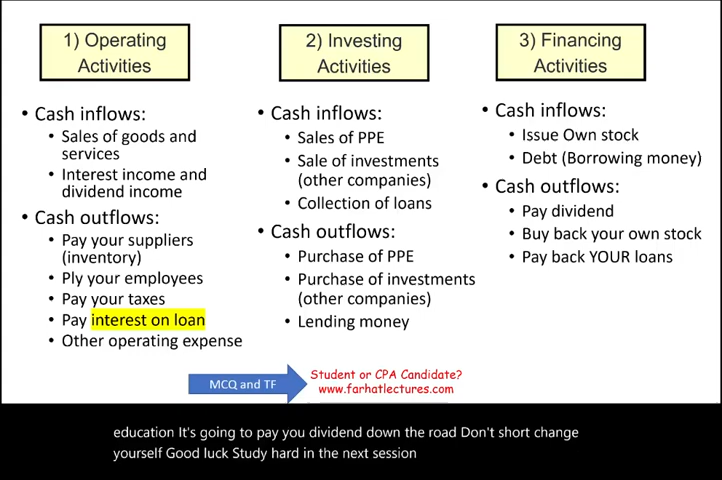 1) Operating
Activities
• Cash inflows:
• Sales of goods and
services
• Interest income and
dividend income
• Cash outflows:
• Pay your suppliers
(inventory)
• Ply your employees
• Pay your taxes
• Pay interest on loan
• Other operating expense
2) Investing
Activities
Cash inflows:
• Sales of PPE
• Sale of investments
(other companies)
• Collection of loans
• Cash outflows:
• Purchase of PPE
• Purchase of investments
(other companies)
• Lending money
3) Financing
Activities
• Cash inflows:
• Issue Own stock
• Debt (Borrowing money)
• Cash outflows:
• Pay dividend
• Buy back your own stock
• Pay back YOUR loans
MCQ and TF
Student or CPA Candidate?
www.farhatlectures.com
education It's going to pay you dividend down the road Don't short change
yourself Good luck Study hard in the next session